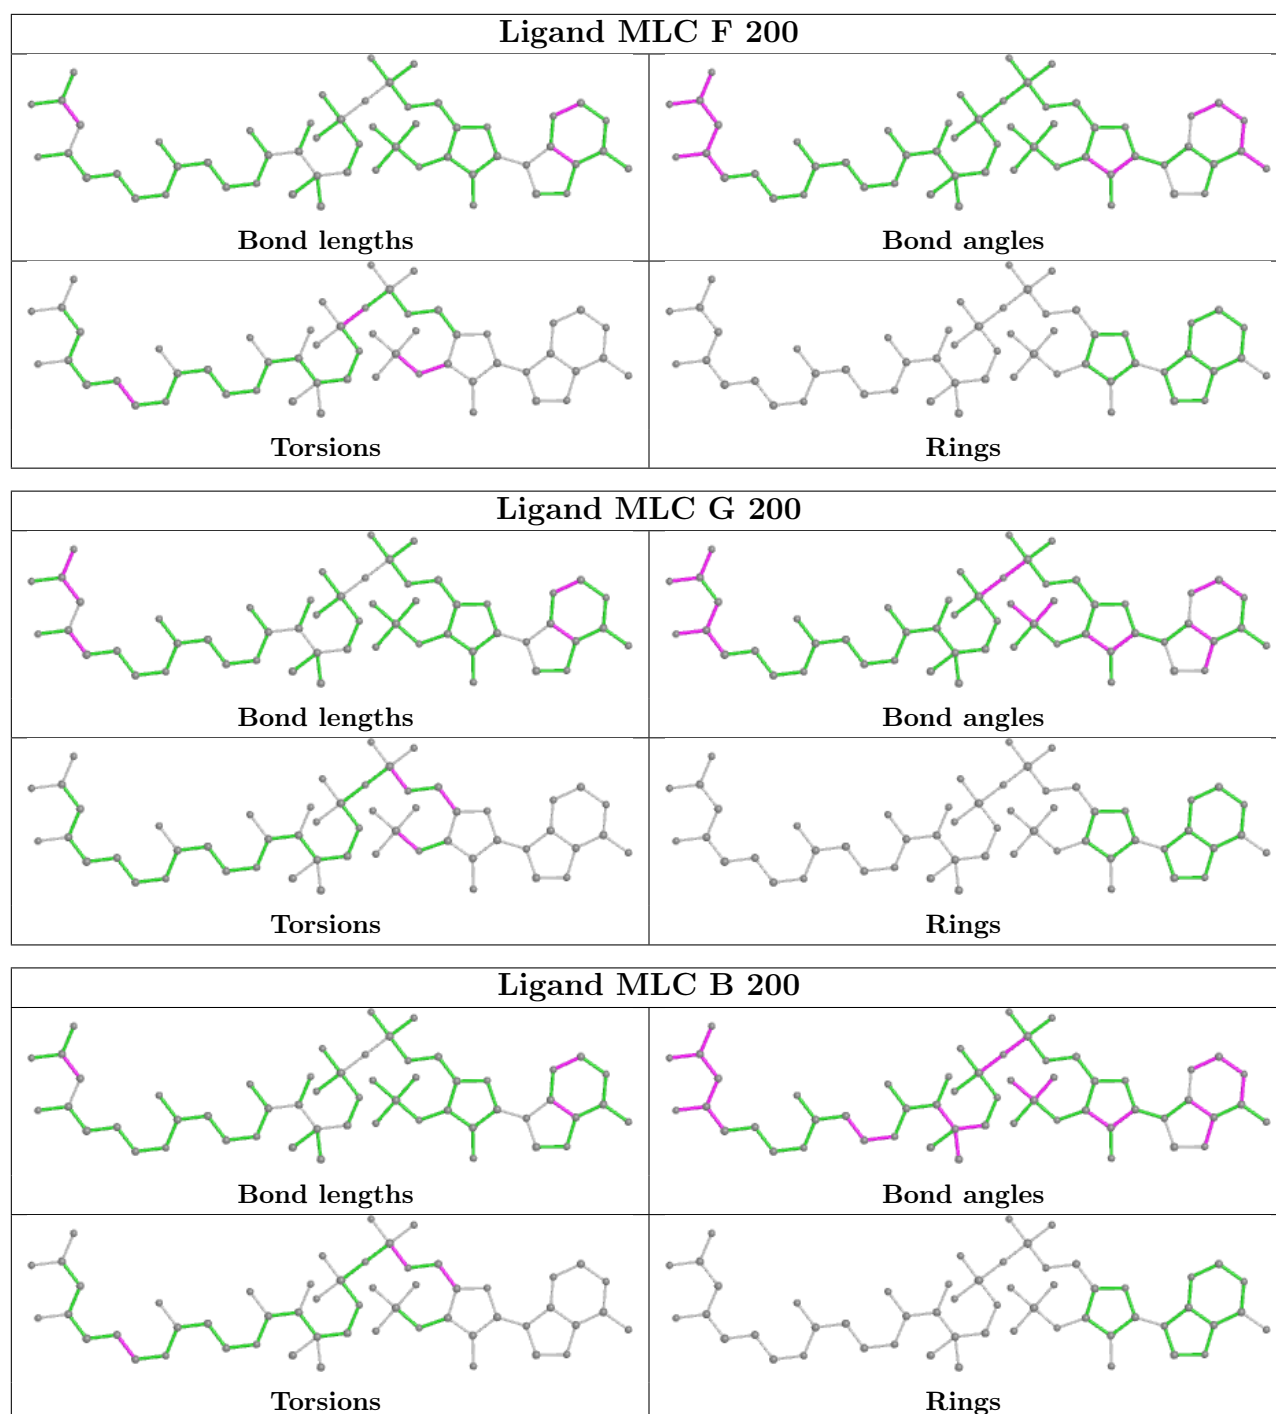 Ligand MLC F 200
Bond lengths
Bond angles
Torsions
Rings
Ligand MLC G 200
Bond lengths
Bond angles
Torsions
Rings
Ligand MLC B 200
Bond lengths
Bond angles
Torsions
Rings